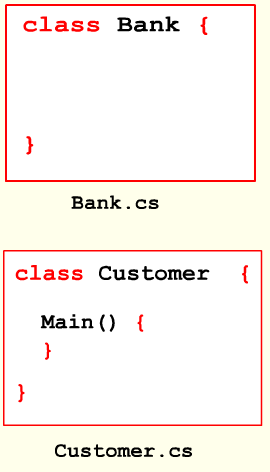 class Bank {
}
Bank.cs
class Customer {
Main() {
}
}
Customer.cs